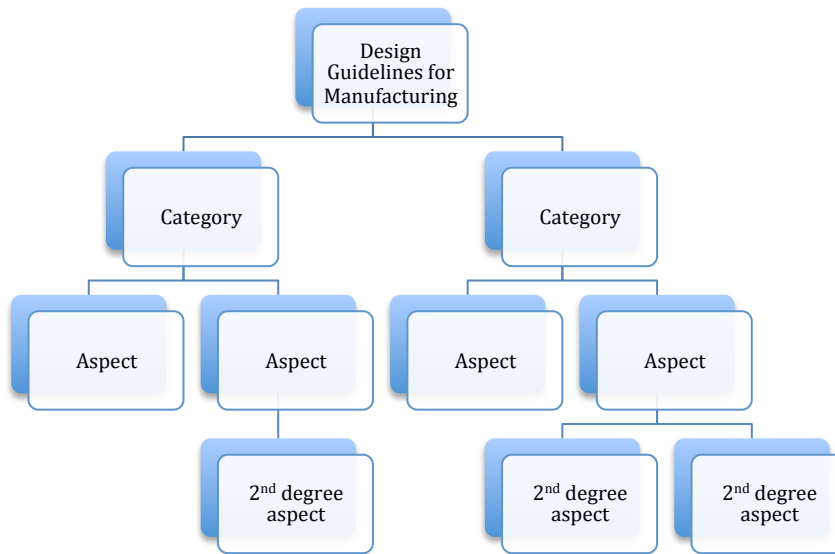 Design
Guidelines for
Manufacturing
Category
Category
Aspect
Aspect
Aspect
Aspect
2nd degree
aspect
2nd degree
aspect
2nd degree
aspect